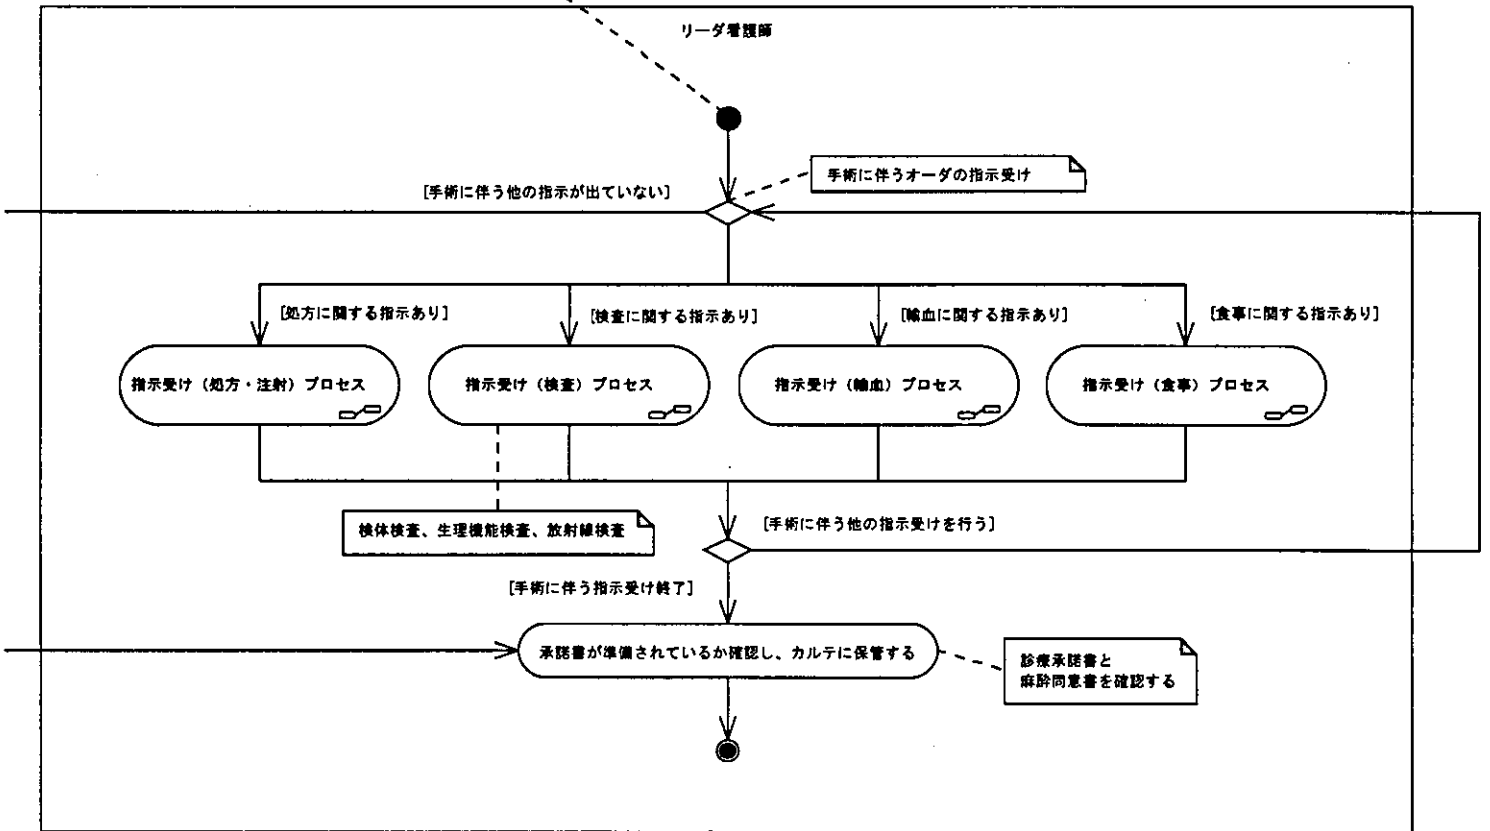 リーダ看護師
手術に伴うオーダの指示受け
[手術に伴う他の指示が出ていない]
[処方に関する指示あり]
[検査に関する指示あり]
[輸血に関する指示あり]
[食事に関する指示あり]
指示受け（処方・注射）プロセス
指示受け（検査）プロセス
指示受け（輸血）プロセス
指示受け（食事）プロセス
検体検査、生理機能検査、放射線検査
[手術に伴う他の指示受けを行う]
[手術に伴う指示受け終了]
承諾書が準備されているか確認し、カルテに保管する
診療承諾書と
麻酔同意書を確認する